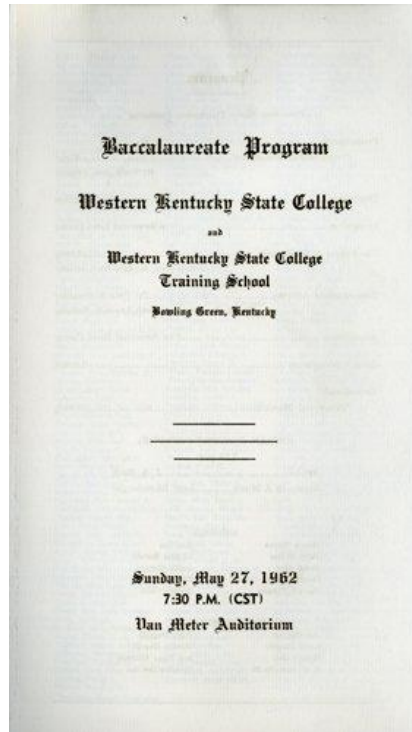 Baccalaureate Program
Western Kentucky State College
and
Western Kentucky State College
Training School
Bowling Green, Kentucky
Sunday, May 27, 1962
7:30 P.M. (CST)
Van Meter Auditorium